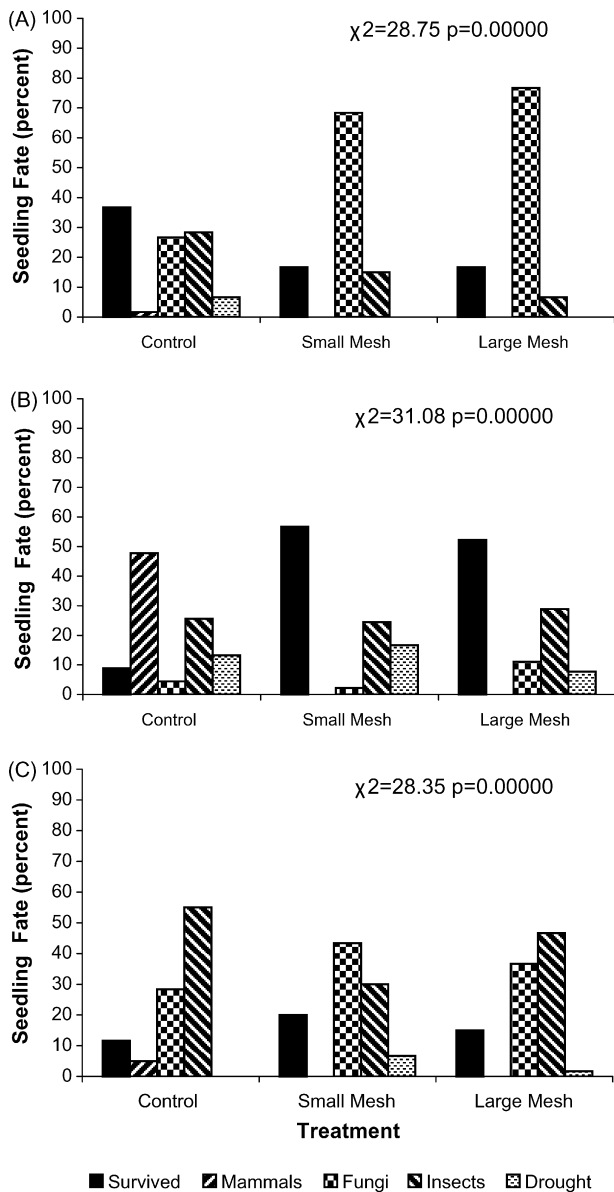 (A)
χ2=28.75 p=0.00000
Seedling Fate (percent)
100
90
80
70
60
50
40
30
20
10
0
Control Small Mesh Large Mesh
(B)
χ2=31.08 p=0.00000
Seedling Fate (percent)
100
90
80
70
60
50
40
30
20
10
0
Control Small Mesh Large Mesh
(C)
χ2=28.35 p=0.00000
Seedling Fate (percent)
100
90
80
70
60
50
40
30
20
10
0
Control Small Mesh Large Mesh
Treatment
Survived Mammals Fungi Insects Drought